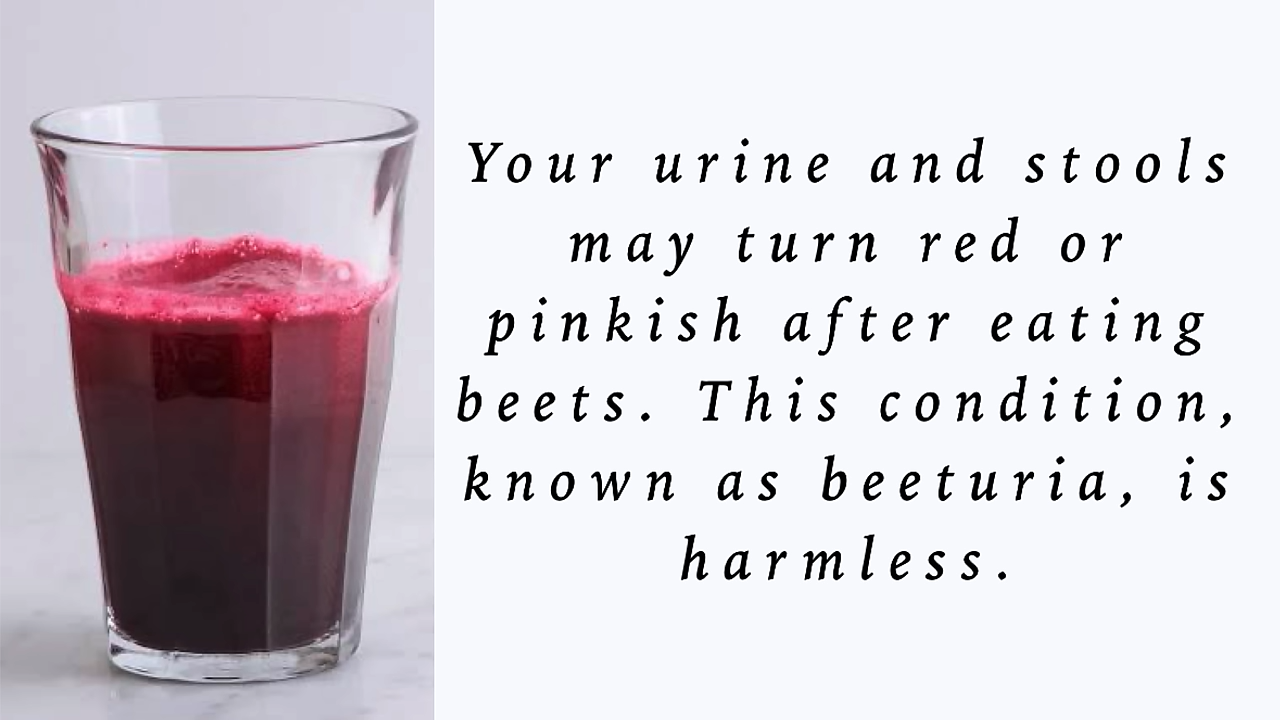 Your urine and stools
may turn red or
pinkish after eating
beets. This condition,
known as beeturia, is
harmless.